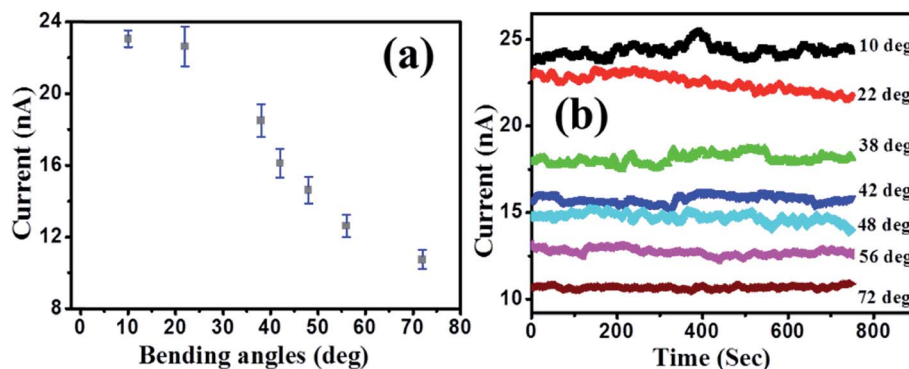 (a)
Current (nA)
24
20
16
12
8
0 10 20 30 40 50 60 70 80
Bending angles (deg)
(b)
Current (nA)
25
20
15
10
10 deg
22 deg
38 deg
42 deg
48 deg
56 deg
72 deg
0 200 400 600 800
Time (Sec)